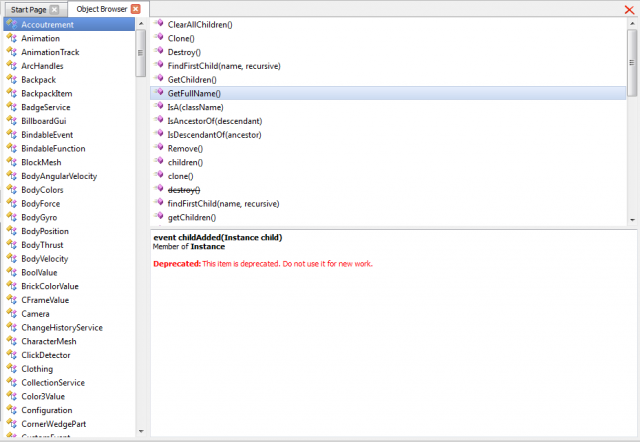 Start Page
Object Browser
Accoutrement
Animation
AnimationTrack
ArcHandles
Backpack
BackpackItem
BadgeService
BillboardGui
BindableEvent
BindableFunction
BlockMesh
BodyAngularVelocity
BodyColors
BodyForce
BodyGyro
BodyPosition
BodyThrust
BodyVelocity
BoolValue
BrickColorValue
CFrameValue
Camera
ChangeHistoryService
CharacterMesh
ClickDetector
Clothing
CollectionService
Color3Value
Configuration
CornerWedgePart
CustomEvent
ClearAllChildren()
Clone()
Destroy()
FindFirstChild(name, recursive)
GetChildren()
GetFullName()
IsA(className)
IsAncestorOf(descendant)
IsDescendantOf(ancestor)
Remove()
children()
clone()
destroy()
findFirstChild(name, recursive)
getChildren()
event childAdded(Instance child)
Member of Instance
Deprecated: This item is deprecated. Do not use it for new work.